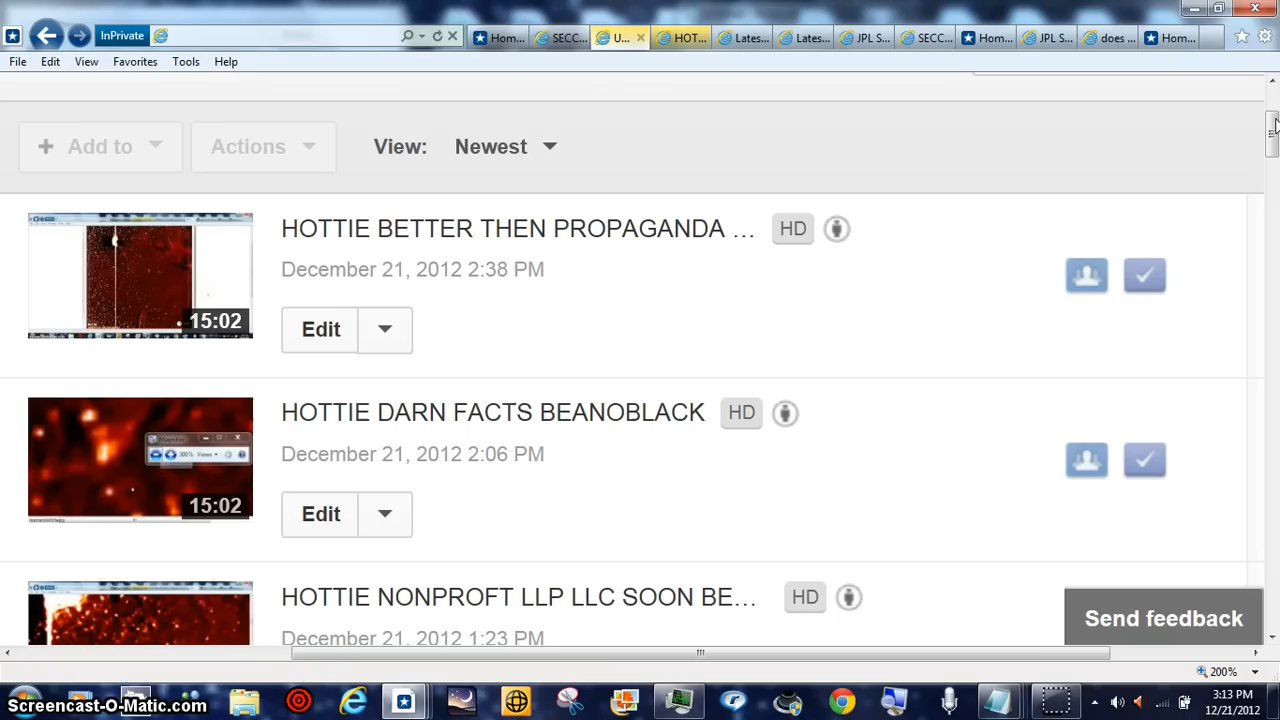 InPrivate
Hom...
SECC...
U...
HOT...
Lates...
Lates...
JPL S...
SECC...
Hom...
JPL S...
does ...
Hom...
File Edit View Favorites Tools Help
+ Add to Actions View: Newest
HOTTIE BETTER THEN PROPAGANDA ... HD
December 21, 2012 2:38 PM
15:02
Edit
HOTTIE DARN FACTS BEANOBLACK HD
December 21, 2012 2:06 PM
300% Views
15:02
Edit
HOTTIE NONPROFT LLP LLC SOON BE... HD
December 21, 2012 1:23 PM
Send feedback
200%
3:13 PM
12/21/2012
Screencast-O-Matic.com